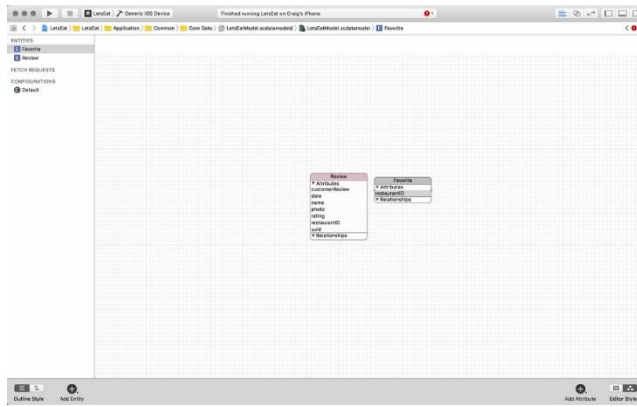 LetsEat 〉 Generic iOS Device
Finished running LetsEat on Craig's iPhone
1
LetsEat 〉 LetsEat 〉 Application 〉 Common 〉 Core Data 〉 LetsEatModel.xcdatamodeld 〉 LetsEatModel.xcdatamodel 〉 E Favorite
ENTITIES
E Favorite
E Review
FETCH REQUESTS
CONFIGURATIONS
C Default
Review
▼ Attributes
customerReview
date
name
photo
rating
restaurantID
uuid
▼ Relationships
Favorite
▼ Attributes
restaurantID
▼ Relationships
Outline Style
Add Entity
Add Attribute
Editor Style